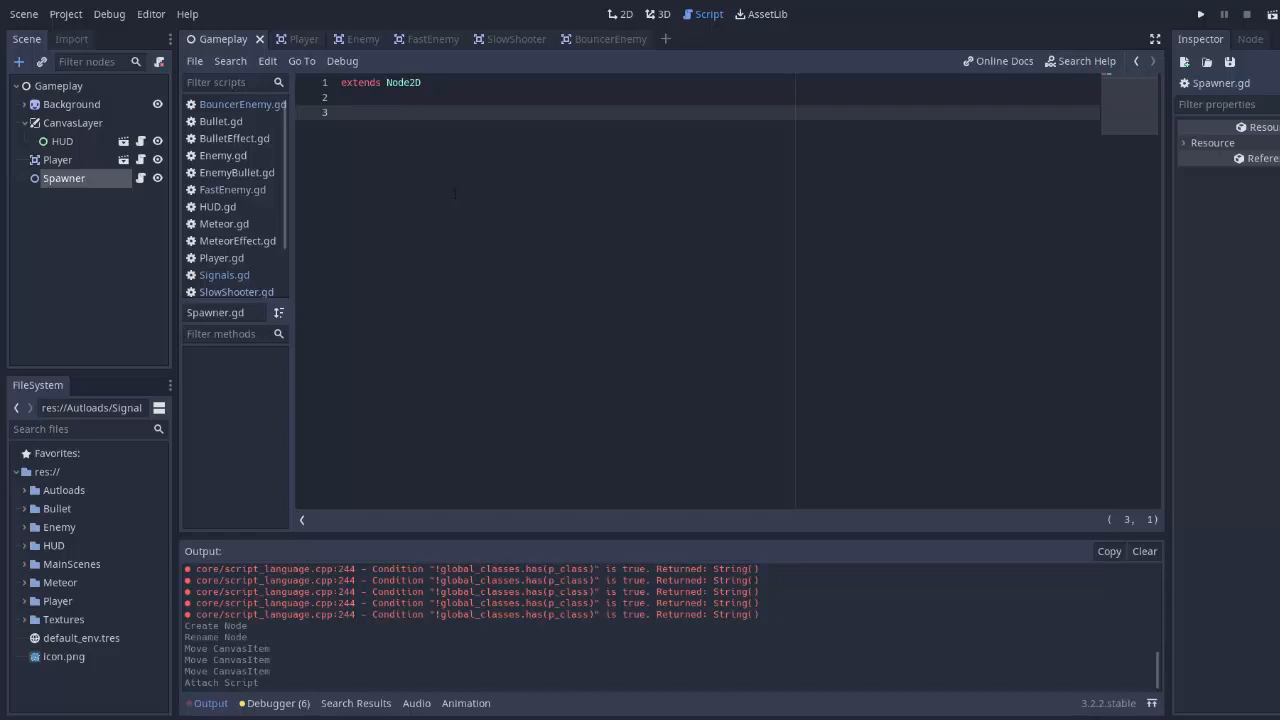 Scene Project Debug Editor Help 2D 3D Script AssetLib
Scene Import Gameplay Player Enemy FastEnemy SlowShooter BouncerEnemy Inspector Node
Filter nodes File Search Edit Go To Debug Online Docs Search Help
Filter scripts 1 extends Node2D Spawner.gd
2
3
Gameplay
Background
CanvasLayer
HUD
Player
Spawner
BouncerEnemy.gd
Bullet.gd
BulletEffect.gd
Enemy.gd
EnemyBullet.gd
FastEnemy.gd
HUD.gd
Meteor.gd
MeteorEffect.gd
Player.gd
Signals.gd
SlowShooter.gd
Spawner.gd
Filter methods
Filter properties
Resou
Resource
Refere
( 3, 1)
FileSystem
res://Autloads/Signal
Search files
Favorites:
res://
Autloads
Bullet
Enemy
HUD
MainScenes
Meteor
Player
Textures
default_env.tres
icon.png
Output: Copy Clear
core/script_language.cpp:244 - Condition "!global_classes.has(p_class)" is true. Returned: String()
core/script_language.cpp:244 - Condition "!global_classes.has(p_class)" is true. Returned: String()
core/script_language.cpp:244 - Condition "!global_classes.has(p_class)" is true. Returned: String()
core/script_language.cpp:244 - Condition "!global_classes.has(p_class)" is true. Returned: String()
core/script_language.cpp:244 - Condition "!global_classes.has(p_class)" is true. Returned: String()
Create Node
Rename Node
Move CanvasItem
Move CanvasItem
Move CanvasItem
Attach Script
Output Debugger (6) Search Results Audio Animation 3.2.2.stable